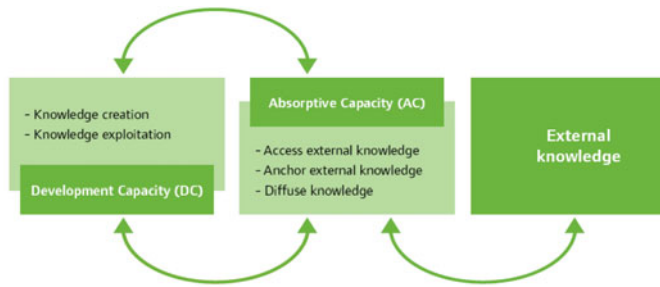 - Knowledge creation
- Knowledge exploitation
Development Capacity (DC)
Absorptive Capacity (AC)
- Access external knowledge
- Anchor external knowledge
- Diffuse knowledge
External
knowledge